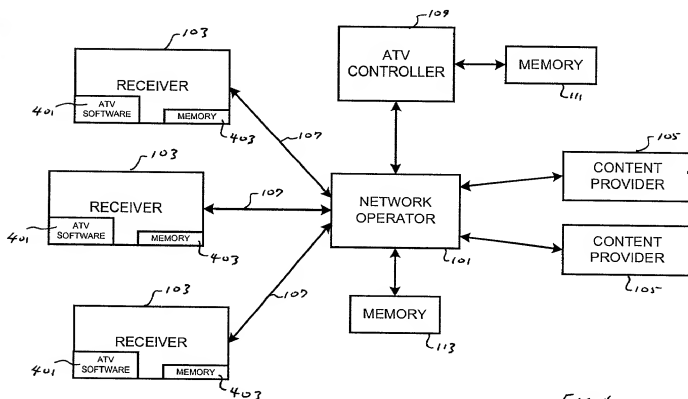 103
RECEIVER
401
ATV
SOFTWARE
MEMORY
403
107
109
ATV
CONTROLLER
MEMORY
111
103
RECEIVER
401
ATV
SOFTWARE
MEMORY
403
107
NETWORK
OPERATOR
101
105
CONTENT
PROVIDER
CONTENT
PROVIDER
105
103
RECEIVER
401
ATV
SOFTWARE
MEMORY
403
107
MEMORY
113